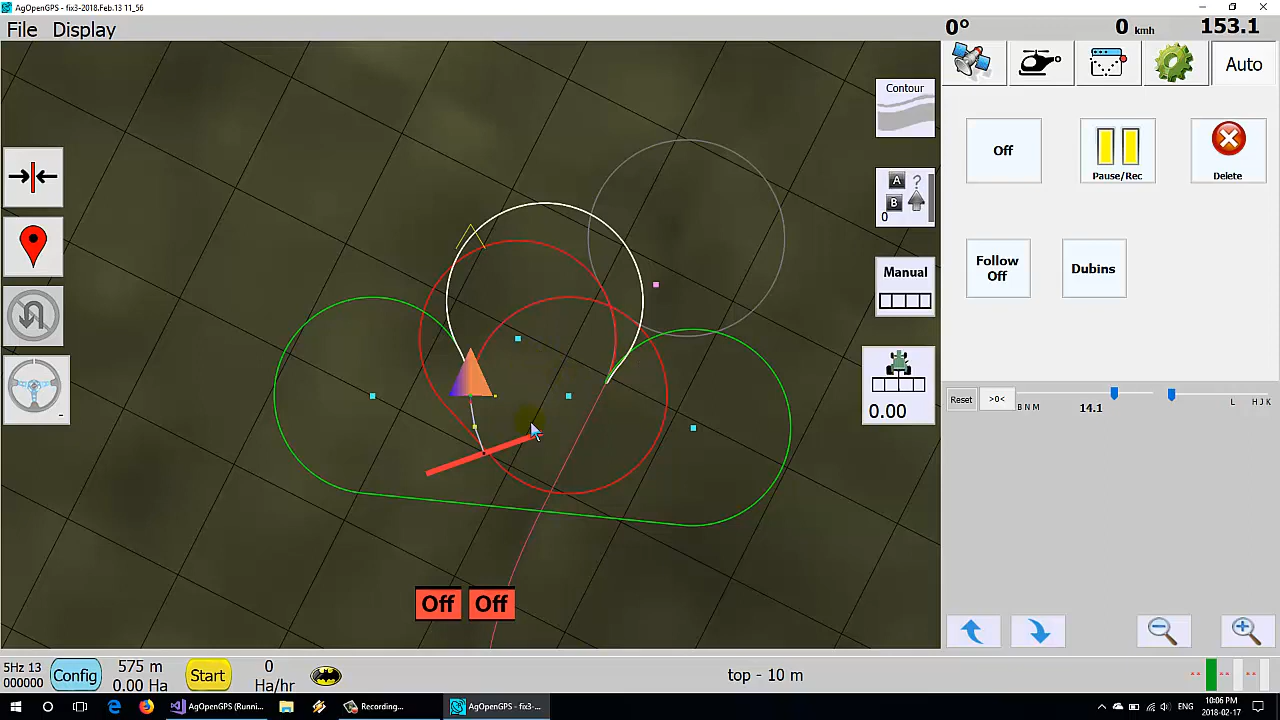 AgOpenGPS - fix3-2018.Feb.13 11_56
File Display
0° 0 kmh 153.1
Auto
Contour
Off
Pause/Rec
Delete
A ?
B
0
Follow
Off
Dubins
Manual
0.00
Reset >0< B N M 14.1 L H J K
Off Off
5Hz 13
000000
Config
575 m
0.00 Ha
Start
0
Ha/hr
top - 10 m
AgOpenGPS (Runni...
Recording...
AgOpenGPS - fix3-...
ENG
10:06 PM
2018-02-17